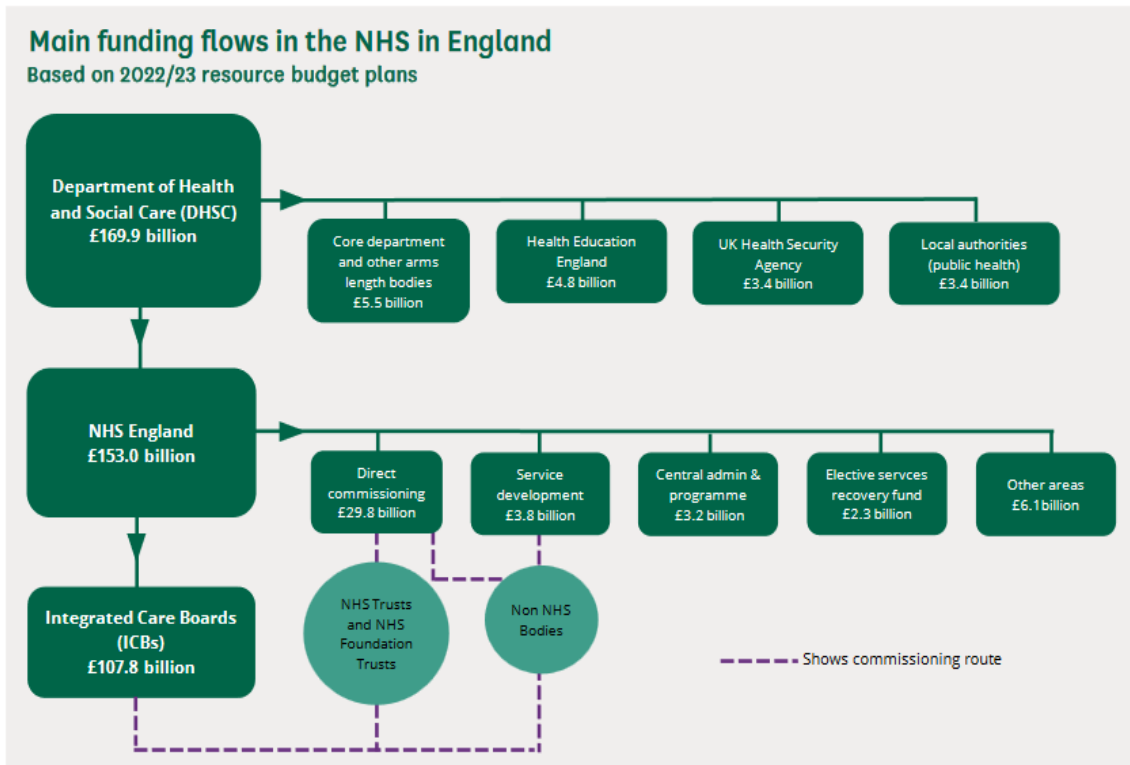 Main funding flows in the NHS in England
Based on 2022/23 resource budget plans
Department of Health
and Social Care (DHSC)
£169.9 billion
Core department
and other arms
length bodies
£5.5 billion
Health Education
England
£4.8 billion
UK Health Security
Agency
£3.4 billion
Local authorities
(public health)
£3.4 billion
NHS England
£153.0 billion
Direct
commissioning
£29.8 billion
Service
development
£3.8 billion
Central admin &
programme
£3.2 billion
Elective servces
recovery fund
£2.3 billion
Other areas
£6.1billion
Integrated Care Boards
(ICBs)
£107.8 billion
NHS Trusts
and NHS
Foundation
Trusts
Non NHS
Bodies
Shows commissioning route